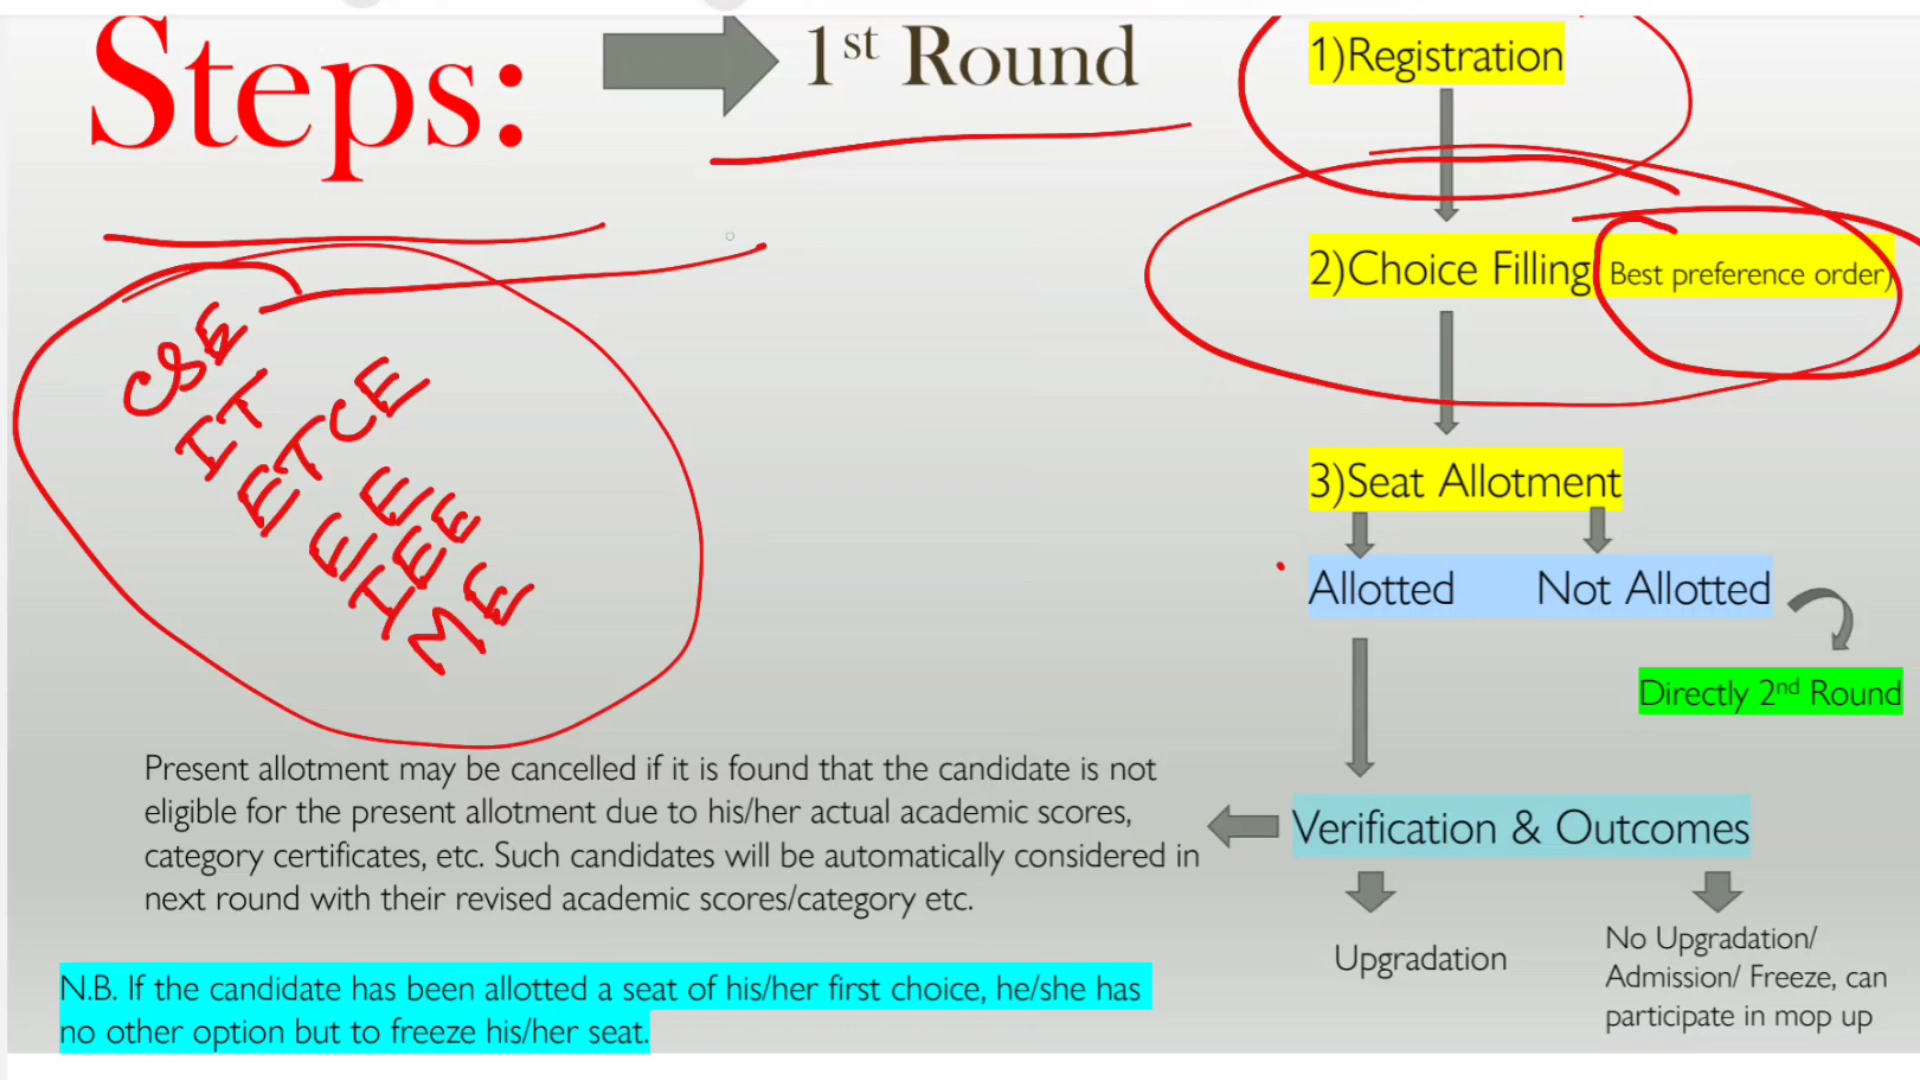 Steps:
1st Round
1)Registration
2)Choice Filling(Best preference order)
CSE
IT
ETCE
EE
IEE
ME
3)Seat Allotment
Allotted Not Allotted
Directly 2nd Round
Present allotment may be cancelled if it is found that the candidate is not
eligible for the present allotment due to his/her actual academic scores,
category certificates, etc. Such candidates will be automatically considered in
next round with their revised academic scores/category etc.
Verification & Outcomes
Upgradation
No Upgradation/
Admission/ Freeze, can
participate in mop up
N.B. If the candidate has been allotted a seat of his/her first choice, he/she has
no other option but to freeze his/her seat.